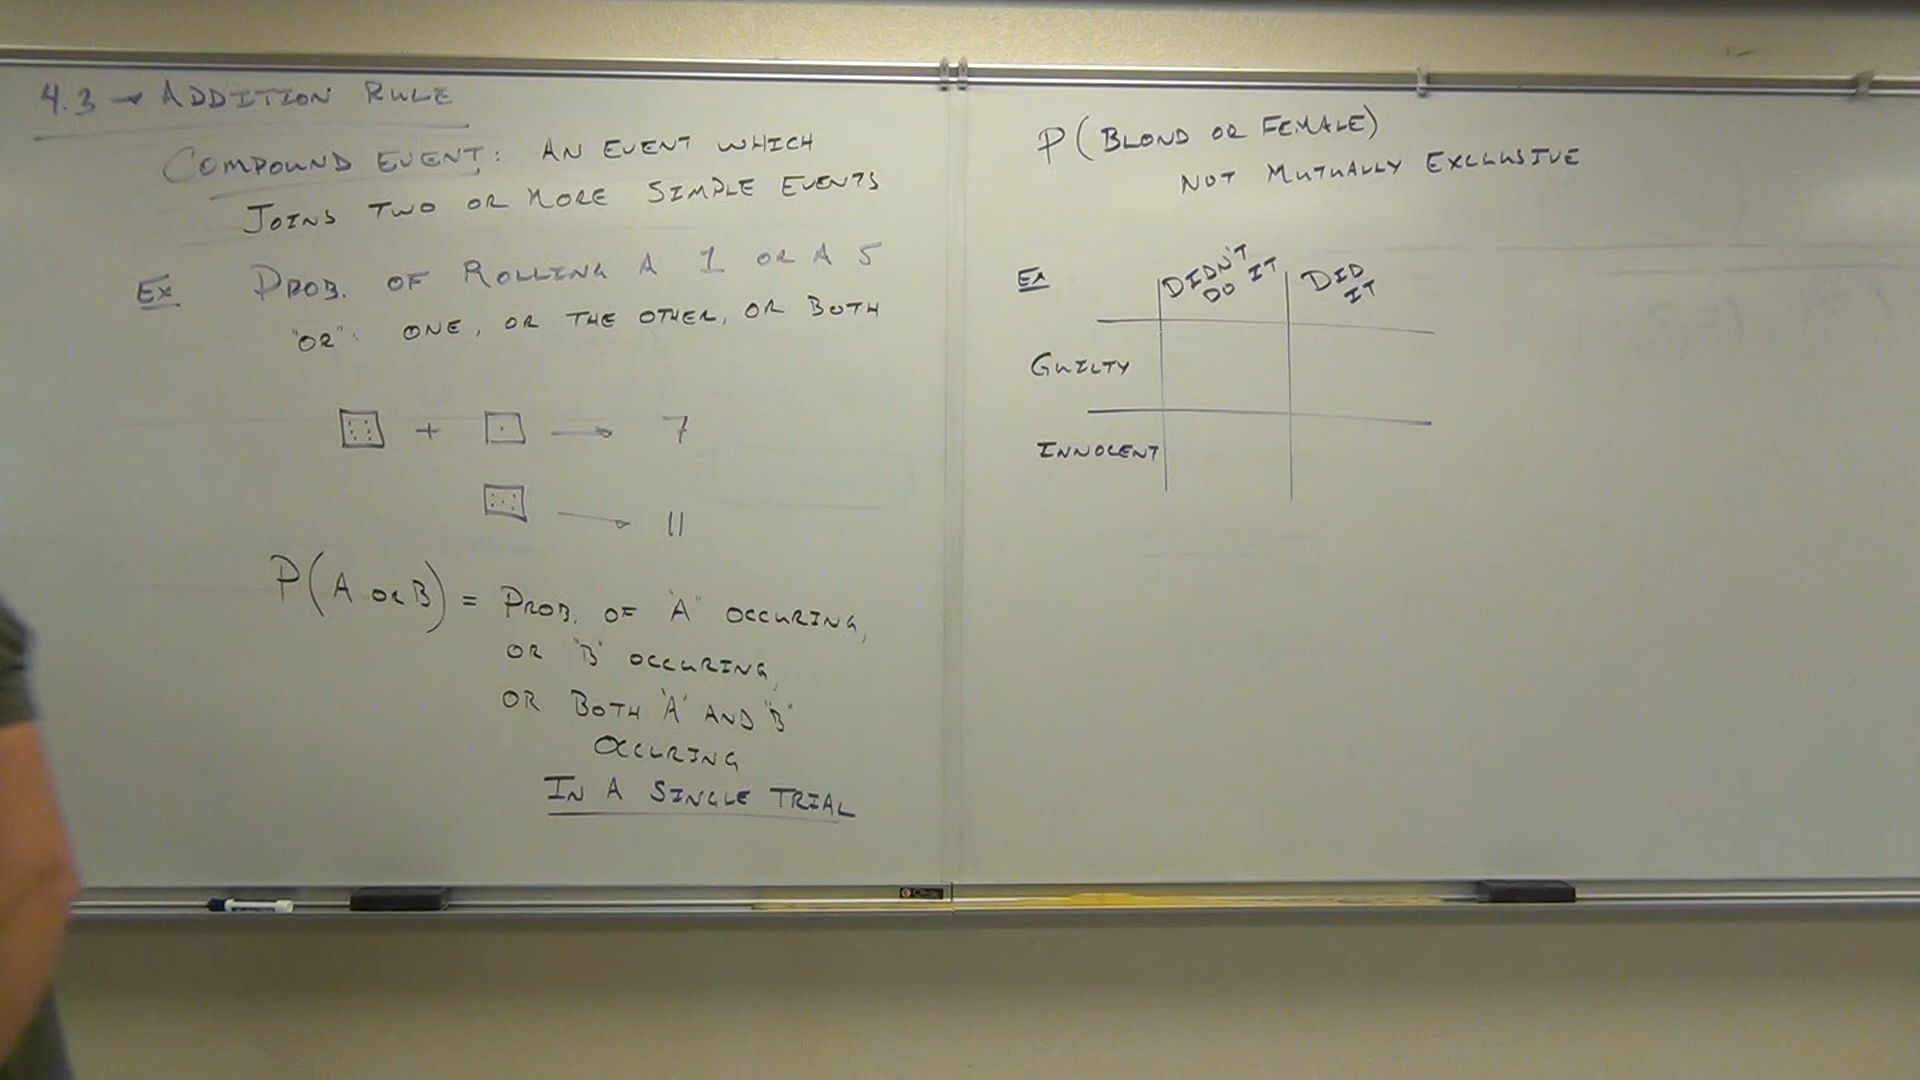 4.3 → ADDITION RULE
COMPOUND EVENT: AN EVENT WHICH
JOINS TWO OR MORE SIMPLE EVENTS
EX PROB. OF ROLLING A 1 OR A 5
"OR": ONE, OR THE OTHER, OR BOTH
+ → 7
→ 11
P(A OR B) = PROB. OF "A" OCCURING,
OR "B" OCCURING,
OR BOTH "A" AND "B"
OCCURING
IN A SINGLE TRIAL
P(BLOND OR FEMALE)
NOT MUTUALLY EXCLUSIVE
EX
DIDN'T
DO IT
DID
IT
GUILTY
INNOCENT